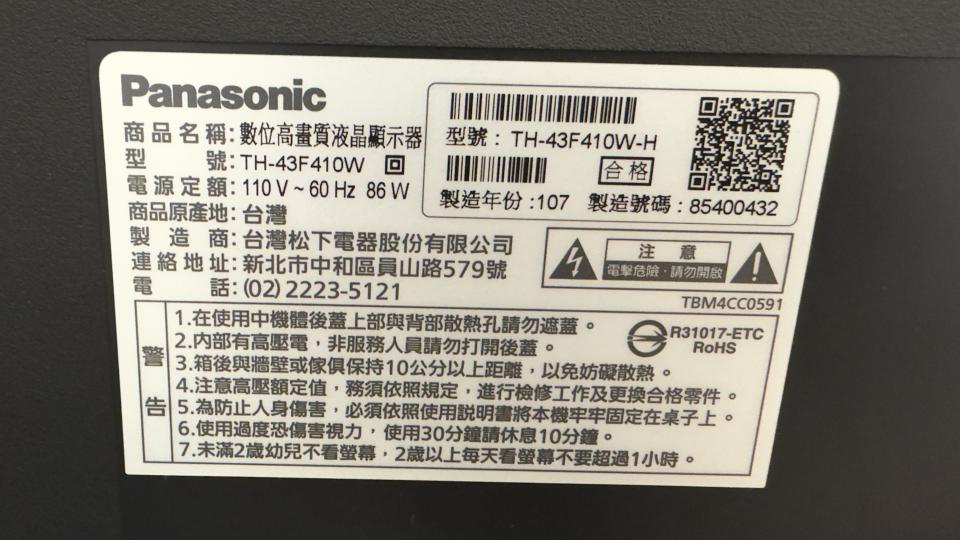 Panasonic
商品名稱:數位高畫質液晶顯示器
型號:TH-43F410W
電源定額:110 V ~ 60 Hz 86 W
商品原產地:台灣
製造商:台灣松下電器股份有限公司
連絡地址:新北市中和區員山路579號
電話:(02) 2223-5121
型號:TH-43F410W-H
合格
製造年份:107 製造號碼:85400432
注意
電擊危險·請勿開啟
TBM4CC0591
警告
1.在使用中機體後蓋上部與背部散熱孔請勿遮蓋。
2.內部有高壓電,非服務人員請勿打開後蓋。
3.箱後與牆壁或傢俱保持10公分以上距離,以免妨礙散熱。
4.注意高壓額定值,務須依照規定,進行檢修工作及更換合格零件。
5.為防止人身傷害,必須依照使用説明書將本機牢牢固定在桌子上。
6.使用過度恐傷害視力,使用30分鐘請休息10分鐘。
7.未滿2歲幼兒不看螢幕,2歲以上每天看螢幕不要超過1小時。
R31017-ETC
RoHS